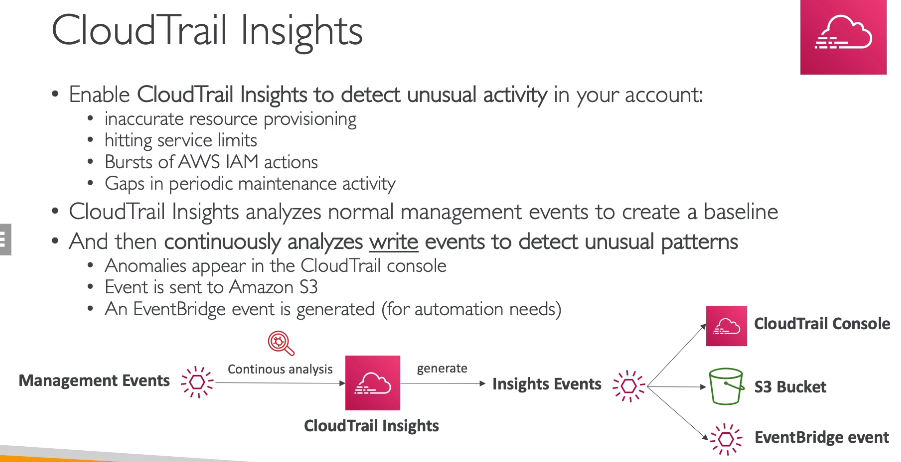 CloudTrail Insights
• Enable CloudTrail Insights to detect unusual activity in your account:
• inaccurate resource provisioning
• hitting service limits
• Bursts of AWS IAM actions
• Gaps in periodic maintenance activity
• CloudTrail Insights analyzes normal management events to create a baseline
• And then continuously analyzes write events to detect unusual patterns
• Anomalies appear in the CloudTrail console
• Event is sent to Amazon S3
• An EventBridge event is generated (for automation needs)
Management Events
Continous analysis
CloudTrail Insights
generate
Insights Events
CloudTrail Console
S3 Bucket
EventBridge event